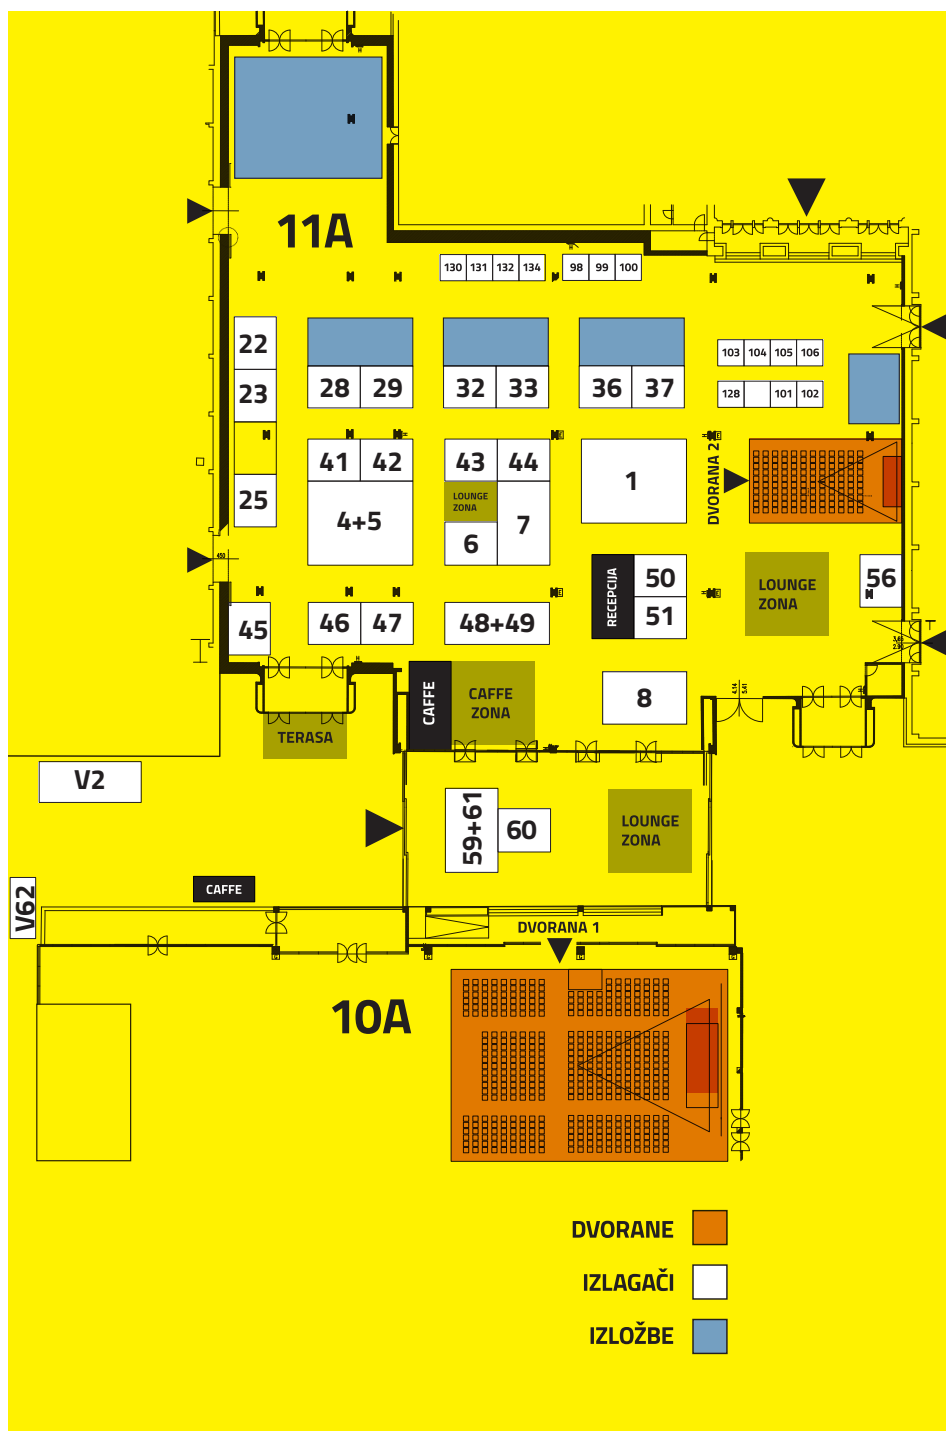 11A
130 131 132 134 98 99 100
22
23
25
28 29 32 33 36 37
103 104 105 106
128 101 102
41 42 43 44
4+5
LOUNGE
ZONA
6
7
1
DVORANA 2
RECEPCIJA
50
51
LOUNGE
ZONA
56
45 46 47 48+49
CAFFE
CAFFE
ZONA
8
TERASA
V2
59+61
60
LOUNGE
ZONA
V62
CAFFE
DVORANA 1
10A
DVORANE
IZLAGAČI
IZLOŽBE